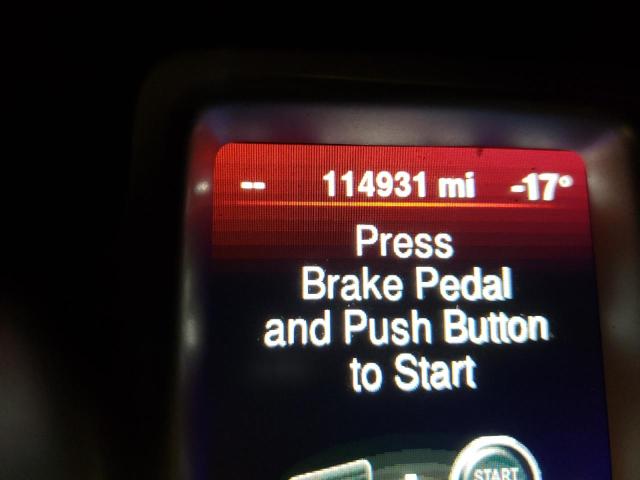 -- 114931 mi -17°
Press
Brake Pedal
and Push Button
to Start
START